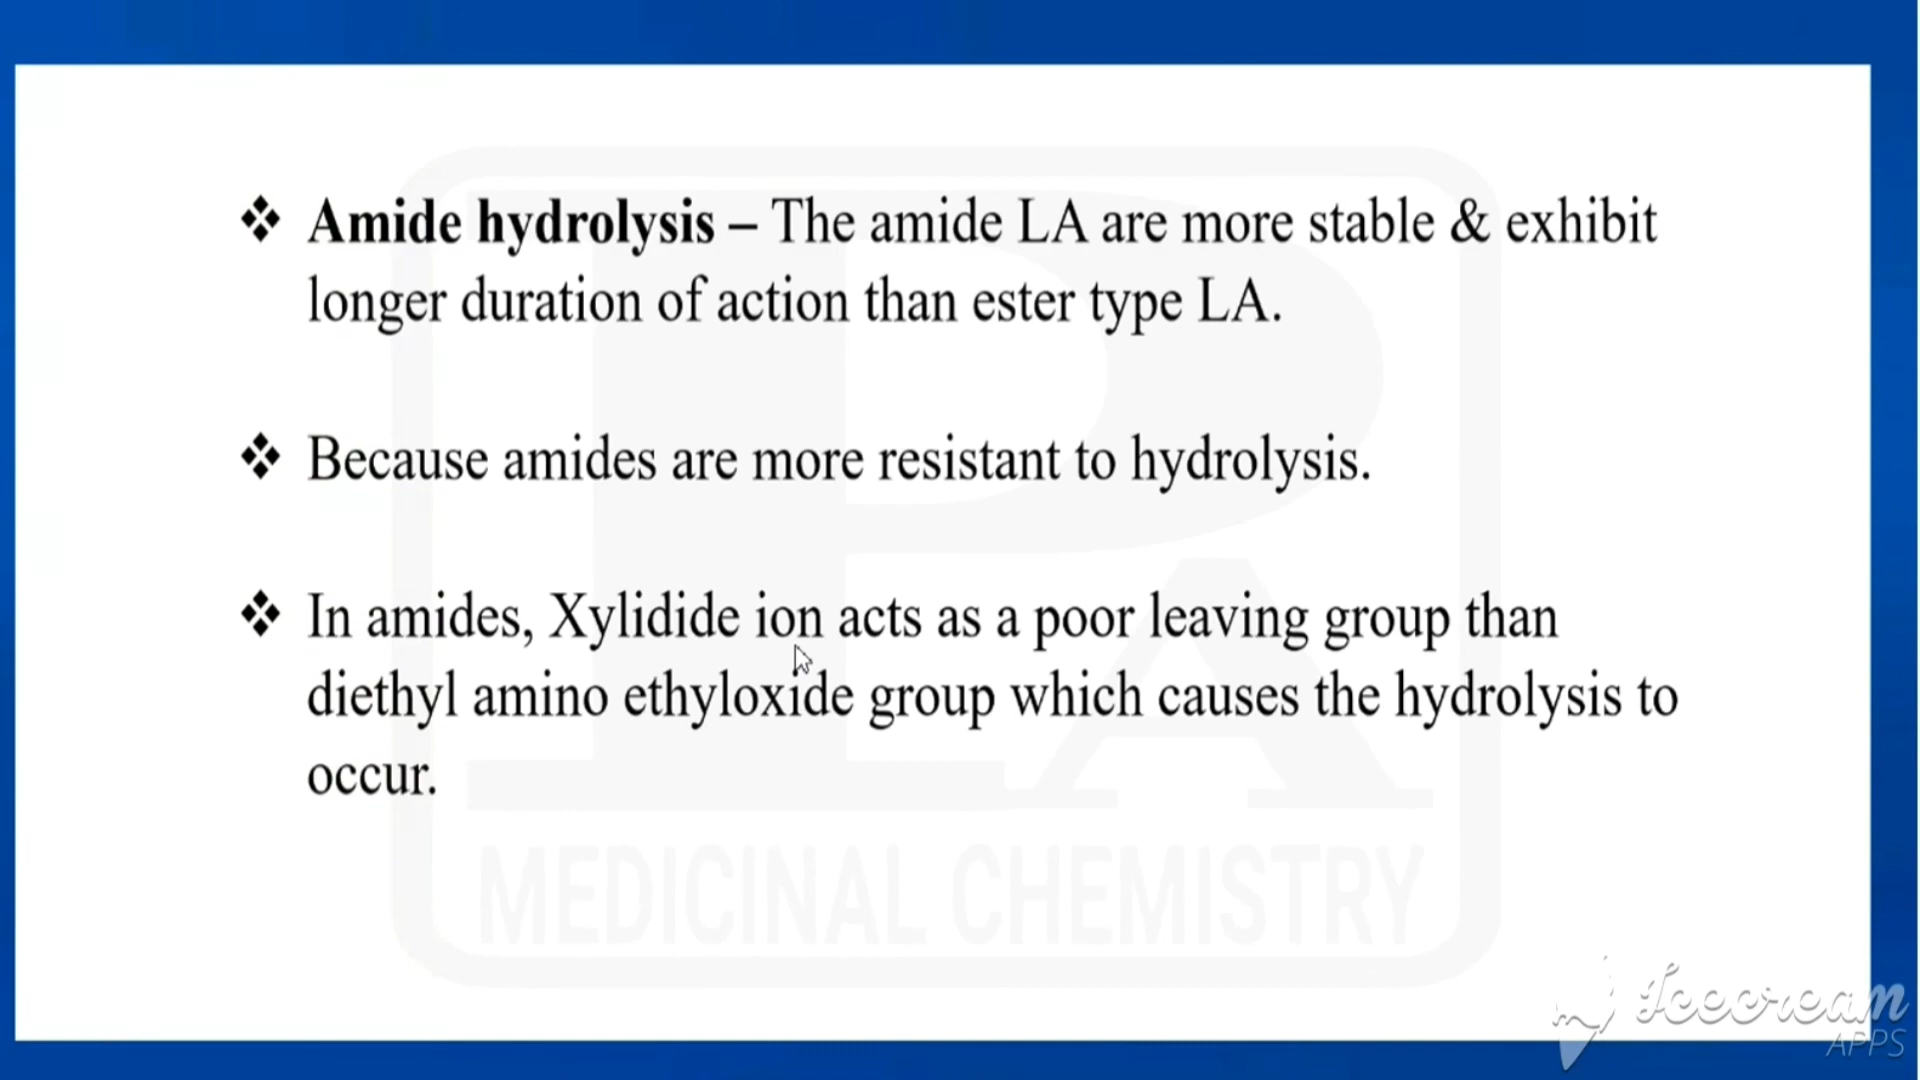 ❖ Amide hydrolysis – The amide LA are more stable & exhibit
longer duration of action than ester type LA.
❖ Because amides are more resistant to hydrolysis.
❖ In amides, Xylidide ion acts as a poor leaving group than
diethyl amino ethyloxide group which causes the hydrolysis to
occur.
PA
MEDICINAL CHEMISTRY
Icecream
APPS